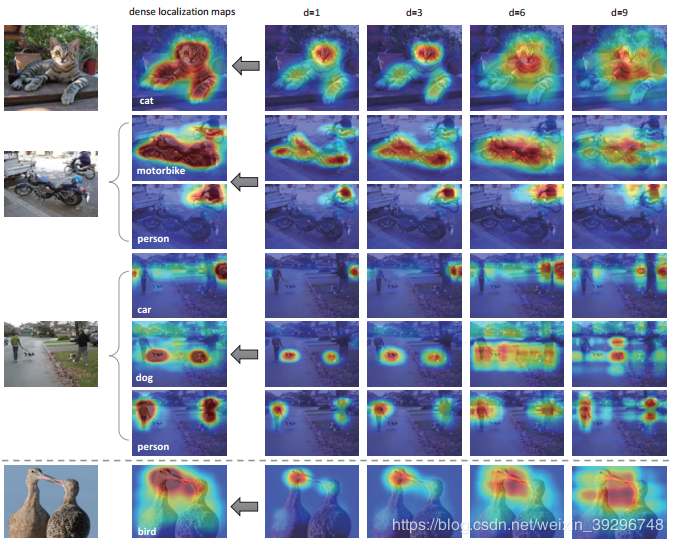 dense localization maps d=1 d=3 d=6 d=9
cat
motorbike
person
car
dog
person
bird
https://blog.csdn.net/weixin_39296748